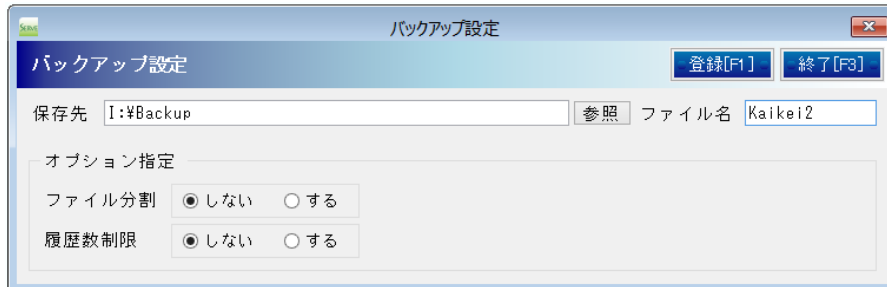 バックアップ設定
バックアップ設定 登録[F1] 終了[F3]
保存先 I:¥Backup 参照 ファイル名 Kaikei2
オプション指定
ファイル分割 しない する
履歴数制限 しない する